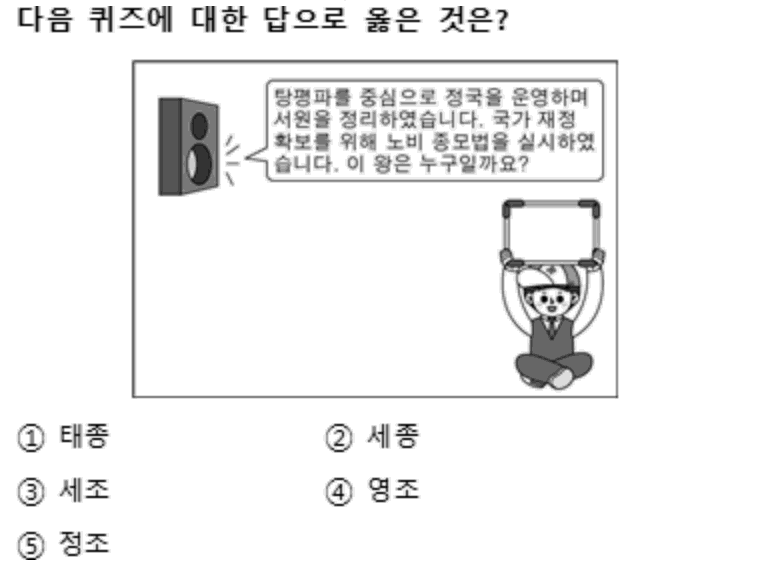 다음 퀴즈에 대한 답으로 옳은 것은?
탕평파를 중심으로 정국을 운영하며
서원을 정리하였습니다. 국가 재정
확보를 위해 노비 종모법을 실시하였
습니다. 이 왕은 누구일까요?
① 태종
② 세종
③ 세조
④ 영조
⑤ 정조